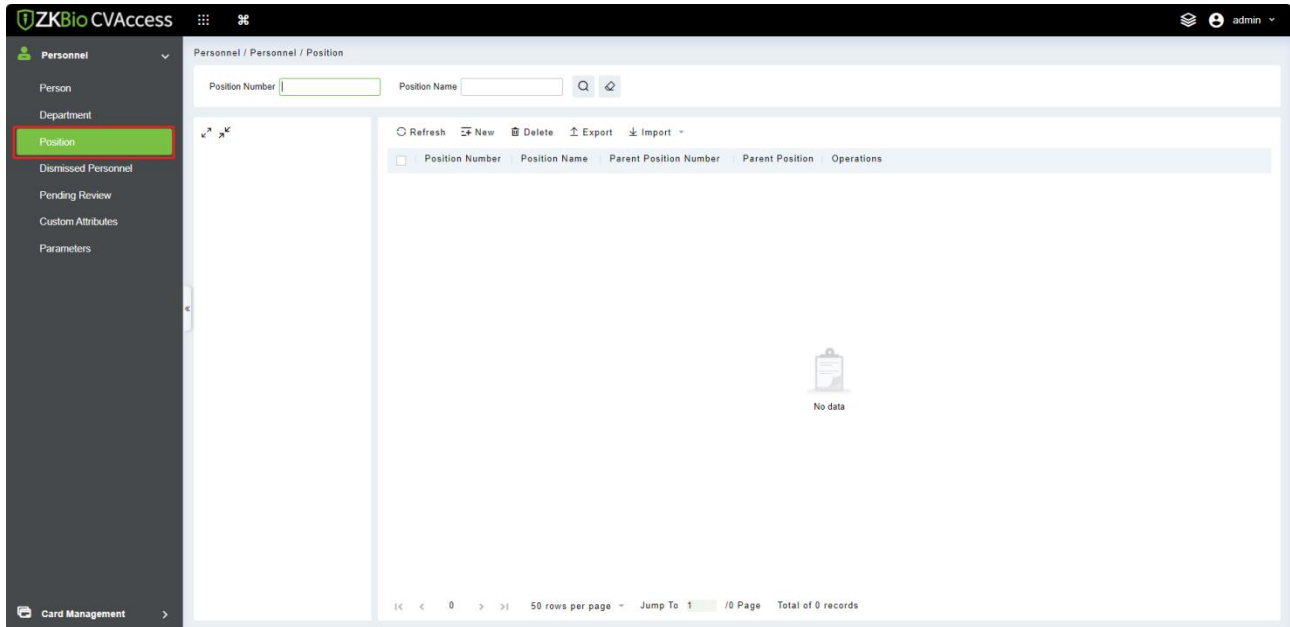 ZKBio CVAccess
admin
Personnel
Personnel / Personnel / Position
Person
Position Number
Position Name
Department
Position
Refresh New Delete Export Import
Position Number Position Name Parent Position Number Parent Position Operations
Dismissed Personnel
Pending Review
Custom Attributes
Parameters
No data
Card Management
0 50 rows per page Jump To 1 /0 Page Total of 0 records